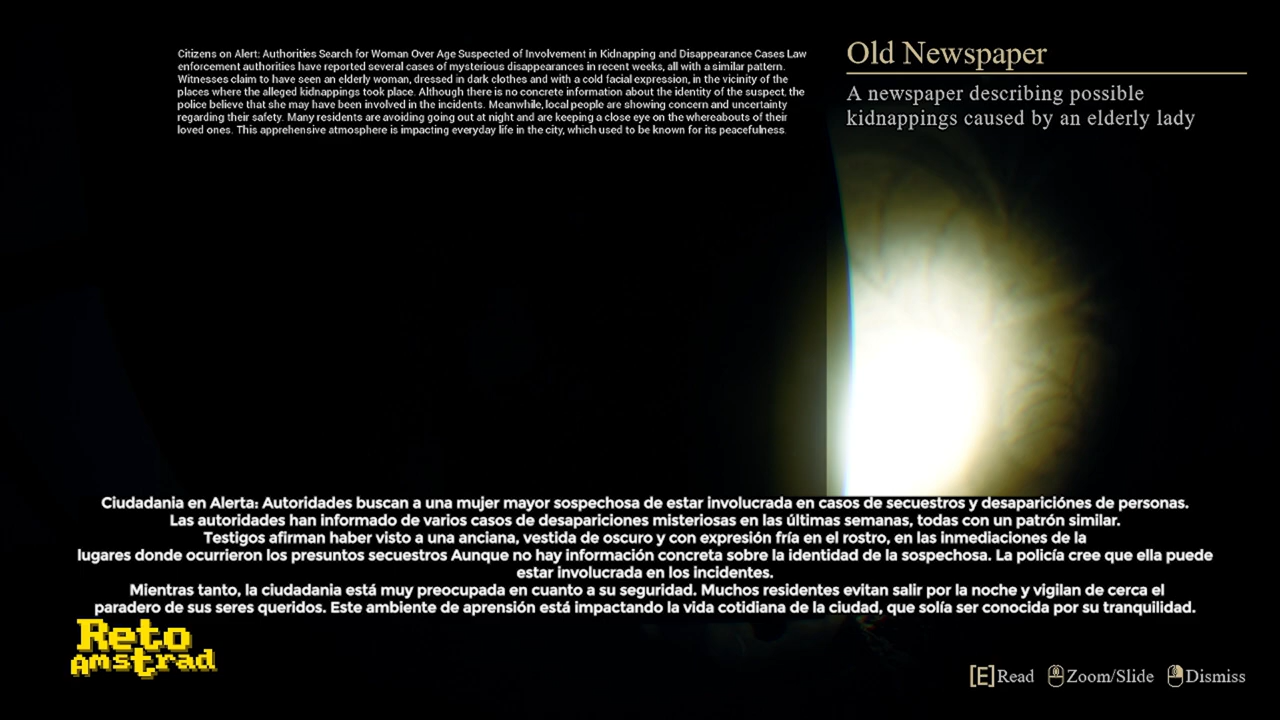 Citizens on Alert: Authorities Search for Woman Over Age Suspected of Involvement in Kidnapping and Disappearance Cases Law
enforcement authorities have reported several cases of mysterious disappearances in recent weeks, all with a similar pattern.
Witnesses claim to have seen an elderly woman, dressed in dark clothes and with a cold facial expression, in the vicinity of the
places where the alleged kidnappings took place. Although there is no concrete information about the identity of the suspect, the
police believe that she may have been involved in the incidents. Meanwhile, local people are showing concern and uncertainty
regarding their safety. Many residents are avoiding going out at night and are keeping a close eye on the whereabouts of their
loved ones. This apprehensive atmosphere is impacting everyday life in the city, which used to be known for its peacefulness.
Old Newspaper
A newspaper describing possible
kidnappings caused by an elderly lady
Ciudadania en Alerta: Autoridades buscan a una mujer mayor sospechosa de estar involucrada en casos de secuestros y desapariciónes de personas.
Las autoridades han informado de varios casos de desapariciones misteriosas en las últimas semanas, todas con un patrón similar.
Testigos afirman haber visto a una anciana, vestida de oscuro y con expresión fría en el rostro, en las inmediaciones de la
lugares donde ocurrieron los presuntos secuestros Aunque no hay información concreta sobre la identidad de la sospechosa. La policía cree que ella puede
estar involucrada en los incidentes.
Mientras tanto, la ciudadania está muy preocupada en cuanto a su seguridad. Muchos residentes evitan salir por la noche y vigilan de cerca el
paradero de sus seres queridos. Este ambiente de aprensión está impactando la vida cotidiana de la ciudad, que solía ser conocida por su tranquilidad.
Reto
Amstrad
[E]Read Zoom/Slide Dismiss